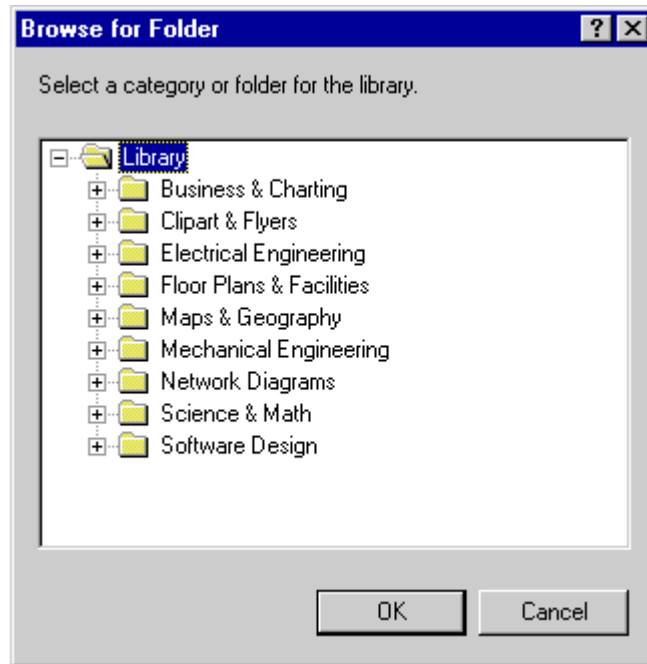 Browse for Folder
Select a category or folder for the library.
Library
Business & Charting
Clipart & Flyers
Electrical Engineering
Floor Plans & Facilities
Maps & Geography
Mechanical Engineering
Network Diagrams
Science & Math
Software Design
OK Cancel